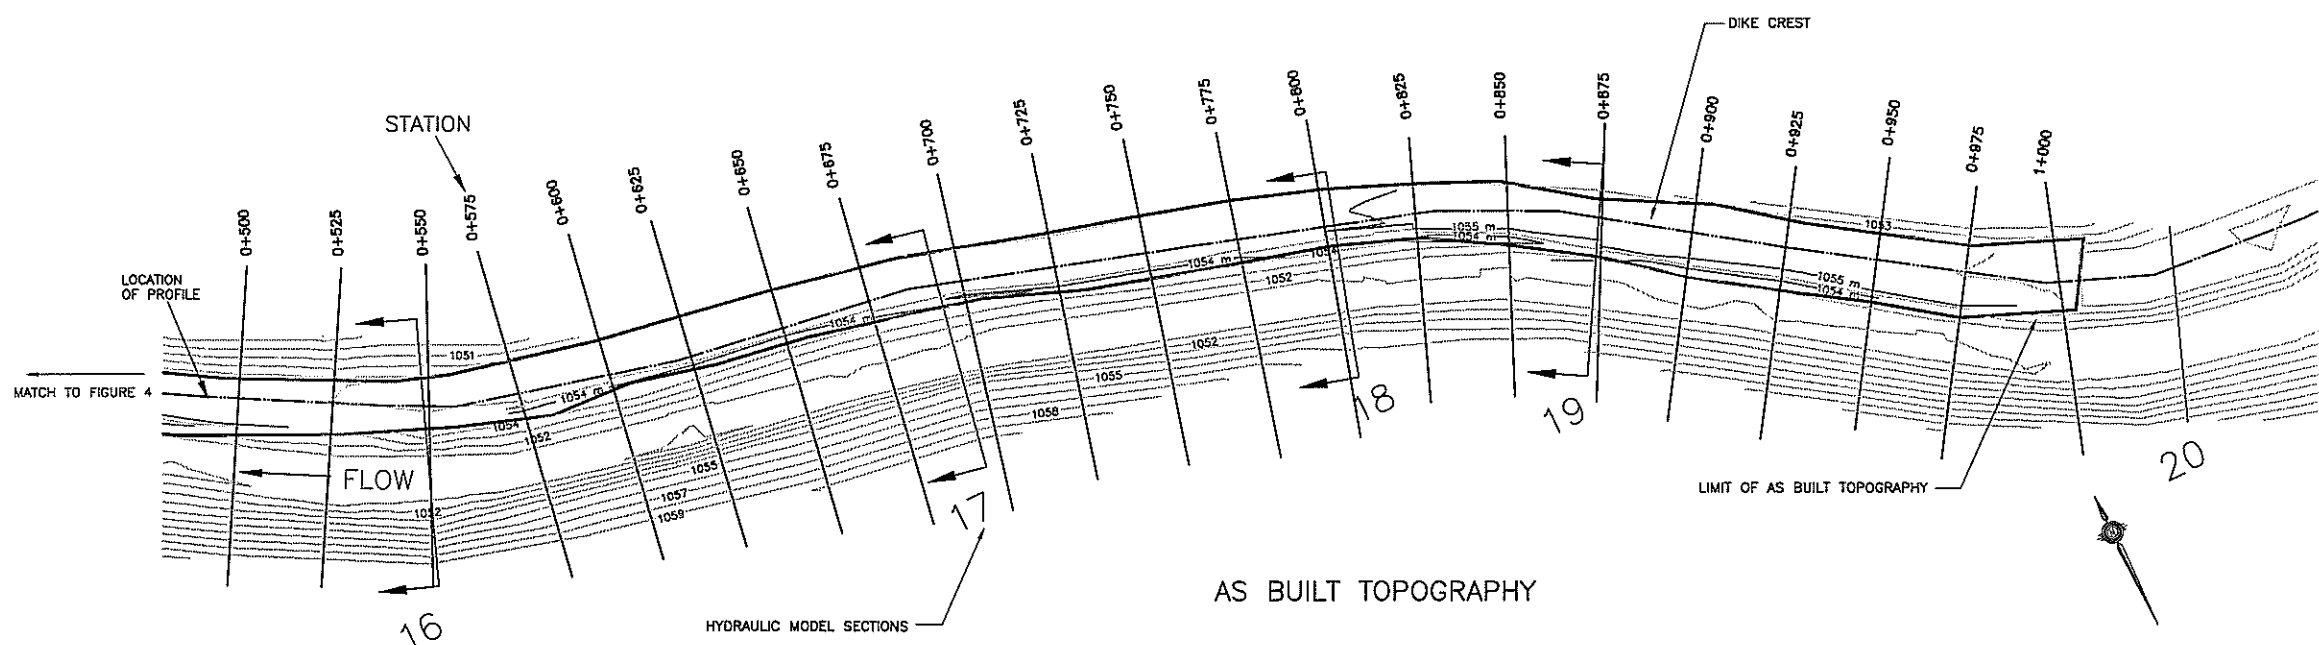 DIKE CREST
STATION
0+500
0+525
0+550
0+575
0+600
0+625
0+650
0+675
0+700
0+725
0+750
0+775
0+800
0+825
0+850
0+875
0+900
0+925
0+950
0+975
1+000
LOCATION
OF PROFILE
MATCH TO FIGURE 4
FLOW
1051
1054 m
1054
1052
1052
1055
1057
1059
1054 m
1054 m
1054
1052
1052
1055
1058
1055 m
1054 m
1053
1055 m
1054 m
16
17
18
19
20
LIMIT OF AS BUILT TOPOGRAPHY
HYDRAULIC MODEL SECTIONS
AS BUILT TOPOGRAPHY